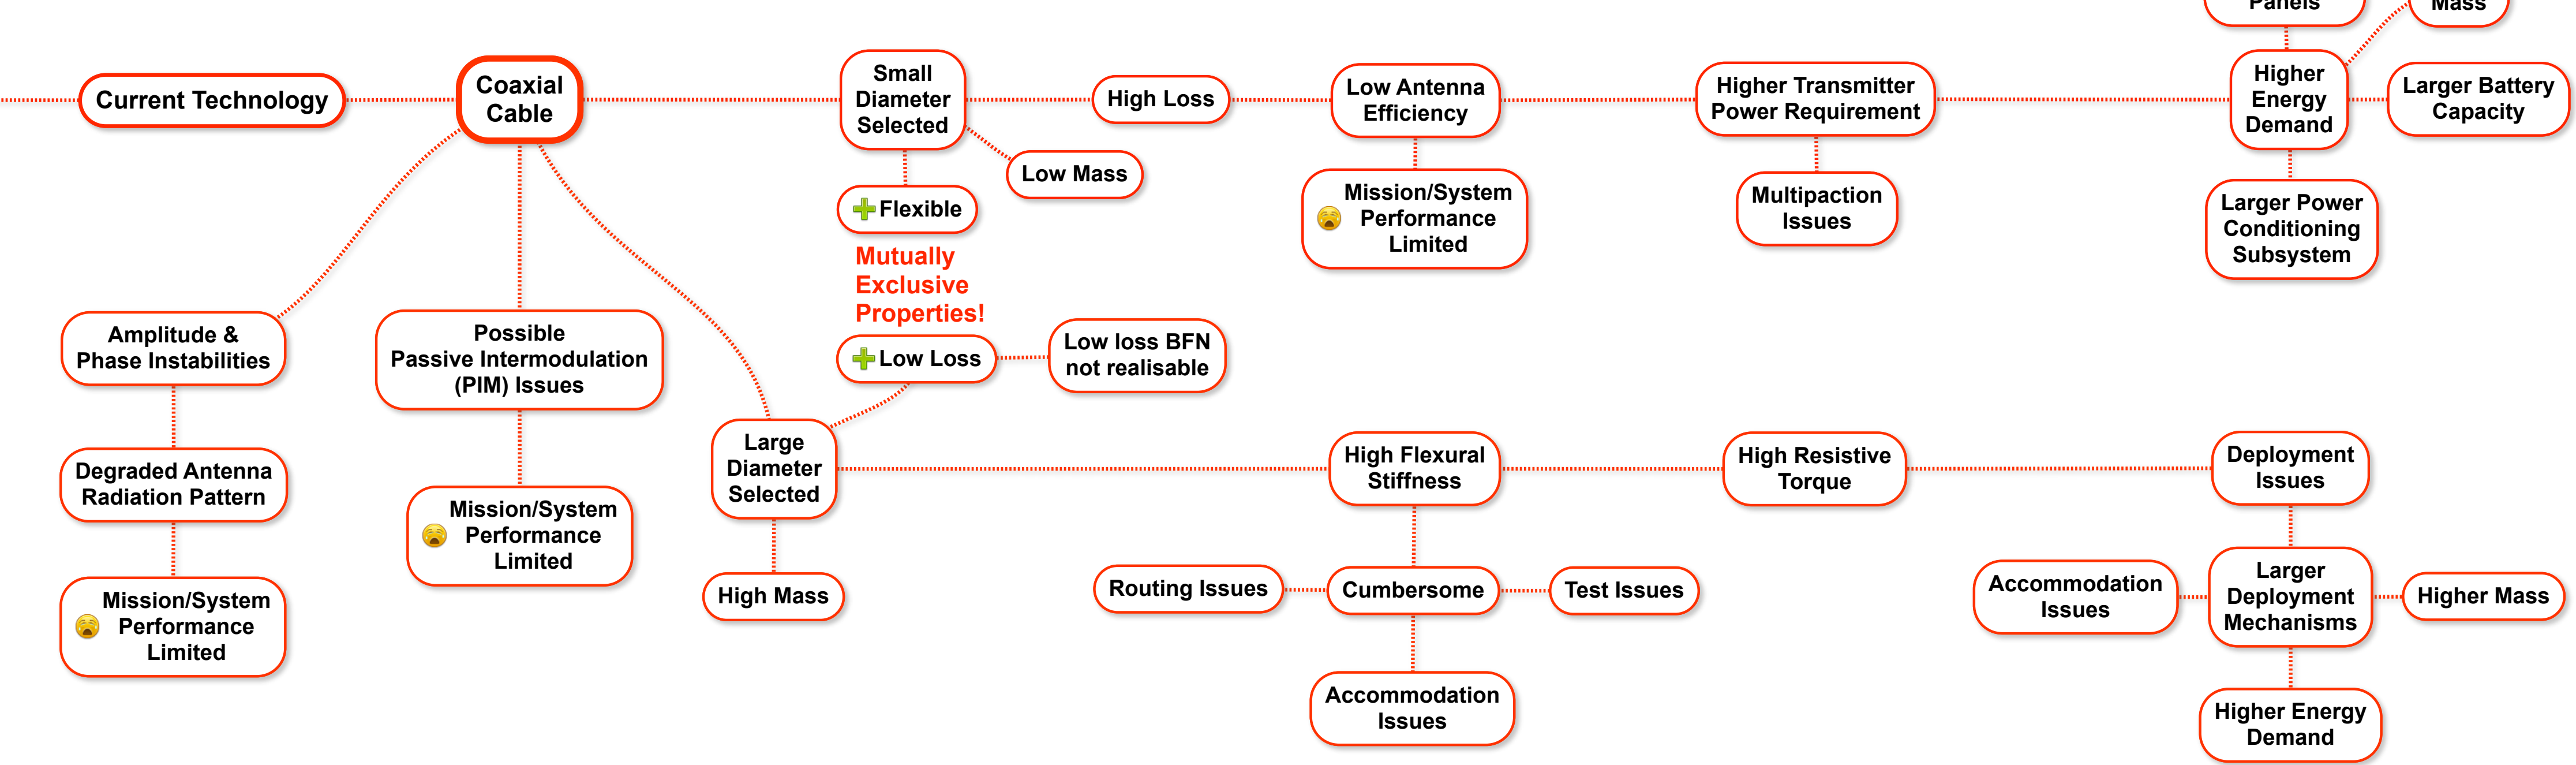 Panels
Mass
Current Technology
Coaxial
Cable
Small
Diameter
Selected
High Loss
Low Mass
Flexible
Low Antenna
Efficiency
Mission/System
Performance
Limited
Higher Transmitter
Power Requirement
Multipaction
Issues
Higher
Energy
Demand
Larger Battery
Capacity
Larger Power
Conditioning
Subsystem
Mutually
Exclusive
Properties!
Low Loss
Low loss BFN
not realisable
Amplitude &
Phase Instabilities
Degraded Antenna
Radiation Pattern
Mission/System
Performance
Limited
Possible
Passive Intermodulation
(PIM) Issues
Mission/System
Performance
Limited
Large
Diameter
Selected
High Mass
High Flexural
Stiffness
Routing Issues
Cumbersome
Test Issues
Accommodation
Issues
High Resistive
Torque
Deployment
Issues
Accommodation
Issues
Larger
Deployment
Mechanisms
Higher Mass
Higher Energy
Demand